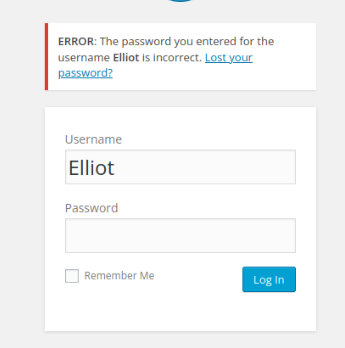 ERROR: The password you entered for the
username Elliot is incorrect. Lost your
password?
Username
Elliot
Password
Remember Me
Log In